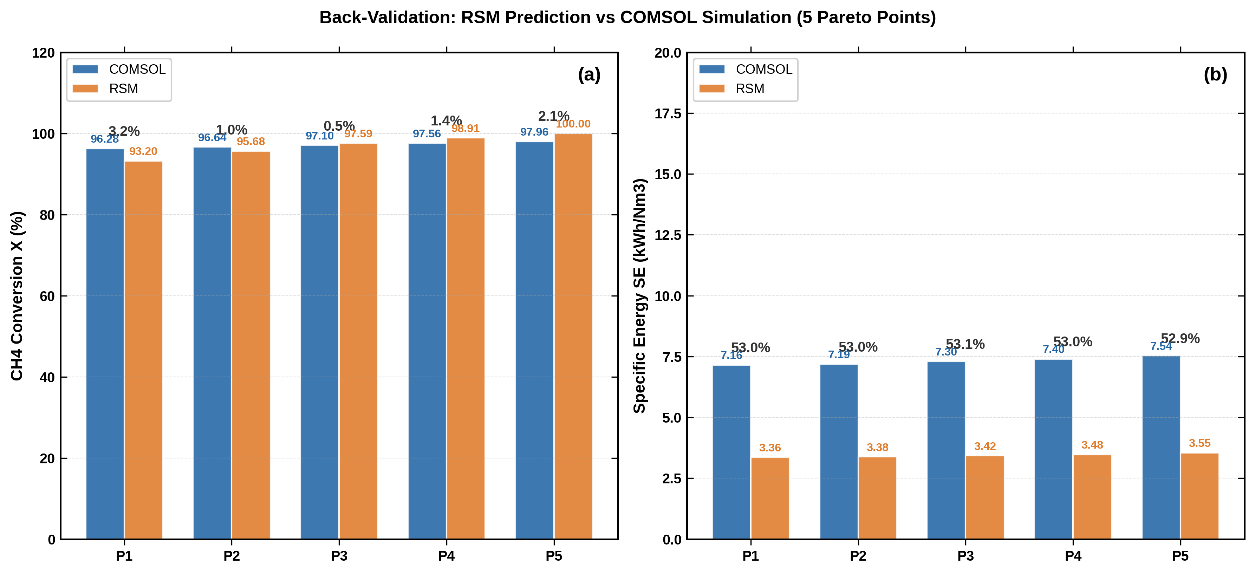 Back-Validation: RSM Prediction vs COMSOL Simulation (5 Pareto Points)
(a)
COMSOL
RSM
CH4 Conversion X (%)
120
100
80
60
40
20
0
3.2%
1.0%
0.5%
1.4%
2.1%
96.28
93.20
96.64
95.68
97.10
97.59
97.56
98.91
97.96
100.00
P1
P2
P3
P4
P5
(b)
COMSOL
RSM
Specific Energy SE (kWh/Nm3)
20.0
17.5
15.0
12.5
10.0
7.5
5.0
2.5
0.0
53.0%
53.0%
53.1%
53.0%
52.9%
7.16
3.36
7.19
3.38
7.30
3.42
7.40
3.48
7.54
3.55
P1
P2
P3
P4
P5